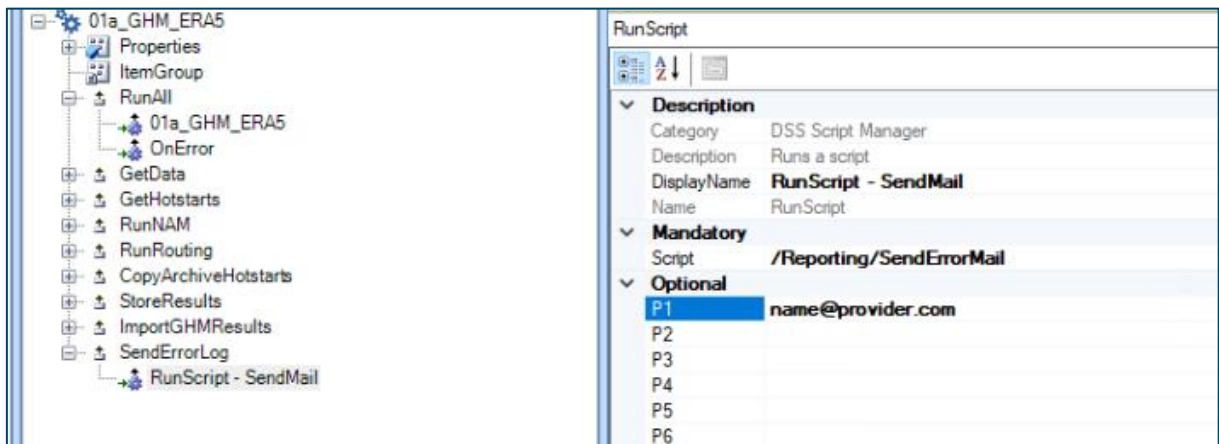 01a_GHM_ERA5
Properties
ItemGroup
RunAll
01a_GHM_ERA5
OnError
GetData
GetHotstarts
RunNAM
RunRouting
CopyArchiveHotstarts
StoreResults
ImportGHMResults
SendErrorLog
RunScript - SendMail
RunScript
A
Z
Description
Category DSS Script Manager
Description Runs a script
DisplayName RunScript - SendMail
Name RunScript
Mandatory
Script /Reporting/SendErrorMail
Optional
P1 name@provider.com
P2
P3
P4
P5
P6